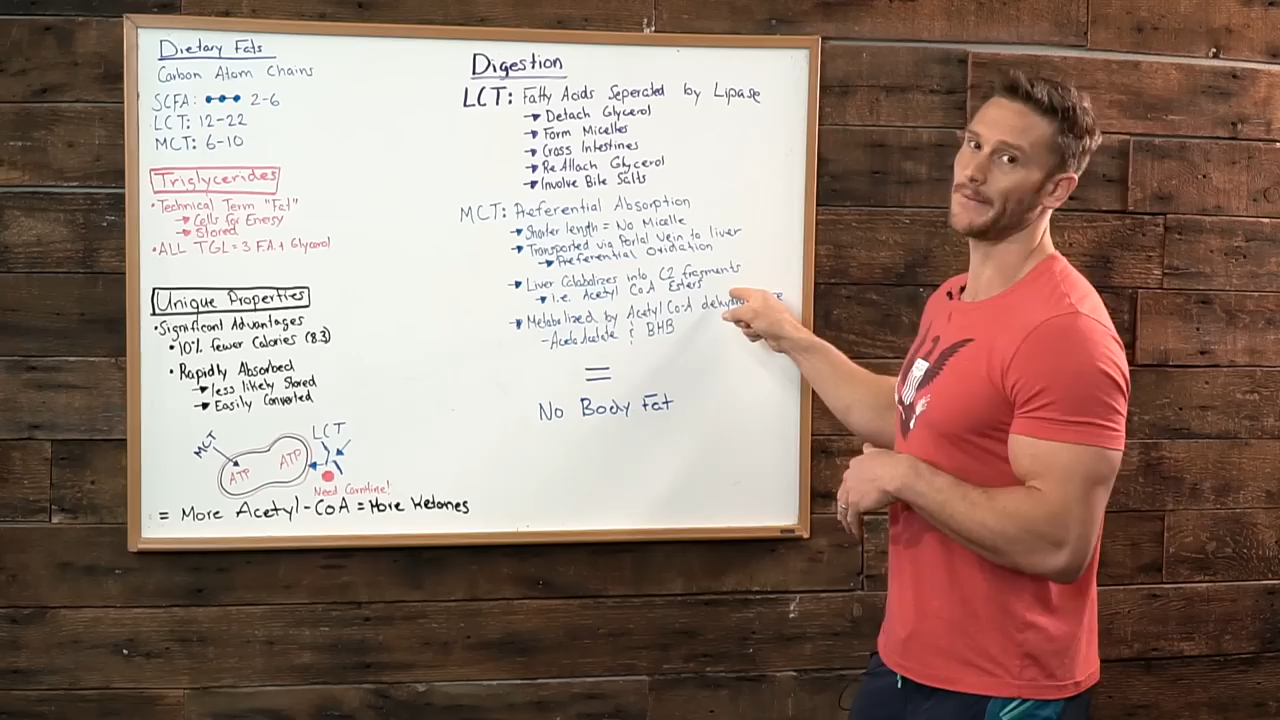 Dietary Fats
Carbon Atom Chains
SCFA: 2-6
LCT: 12-22
MCT: 6-10
Triglycerides
• Technical Term "Fat"
→ Cells for Energy
→ Stored
• ALL TGL = 3 F.A. + Glycerol
Unique Properties
• Significant Advantages
• 10% fewer Calories (8.3)
• Rapidly Absorbed
→ less likely Stored
→ Easily Converted
MCT
ATP
ATP
LCT
Need Carnitine!
= More Acetyl-CoA = More Ketones
Digestion
LCT: Fatty Acids Seperated by Lipase
→ Detach Glycerol
→ Form Micelles
→ Cross Intestines
→ Re Attach Glycerol
→ Involve Bile Salts
MCT: Preferential Absorption
→ Shorter length = No Micelle
→ Transported via Portal Vein to liver
→ Preferential Oxidation
→ Liver Catabolizes into C2 fragments
→ i.e. Acetyl CoA Esters
→ Metabolized by Acetyl Co-A
- AcetoAcetate & BHB
=
No Body Fat